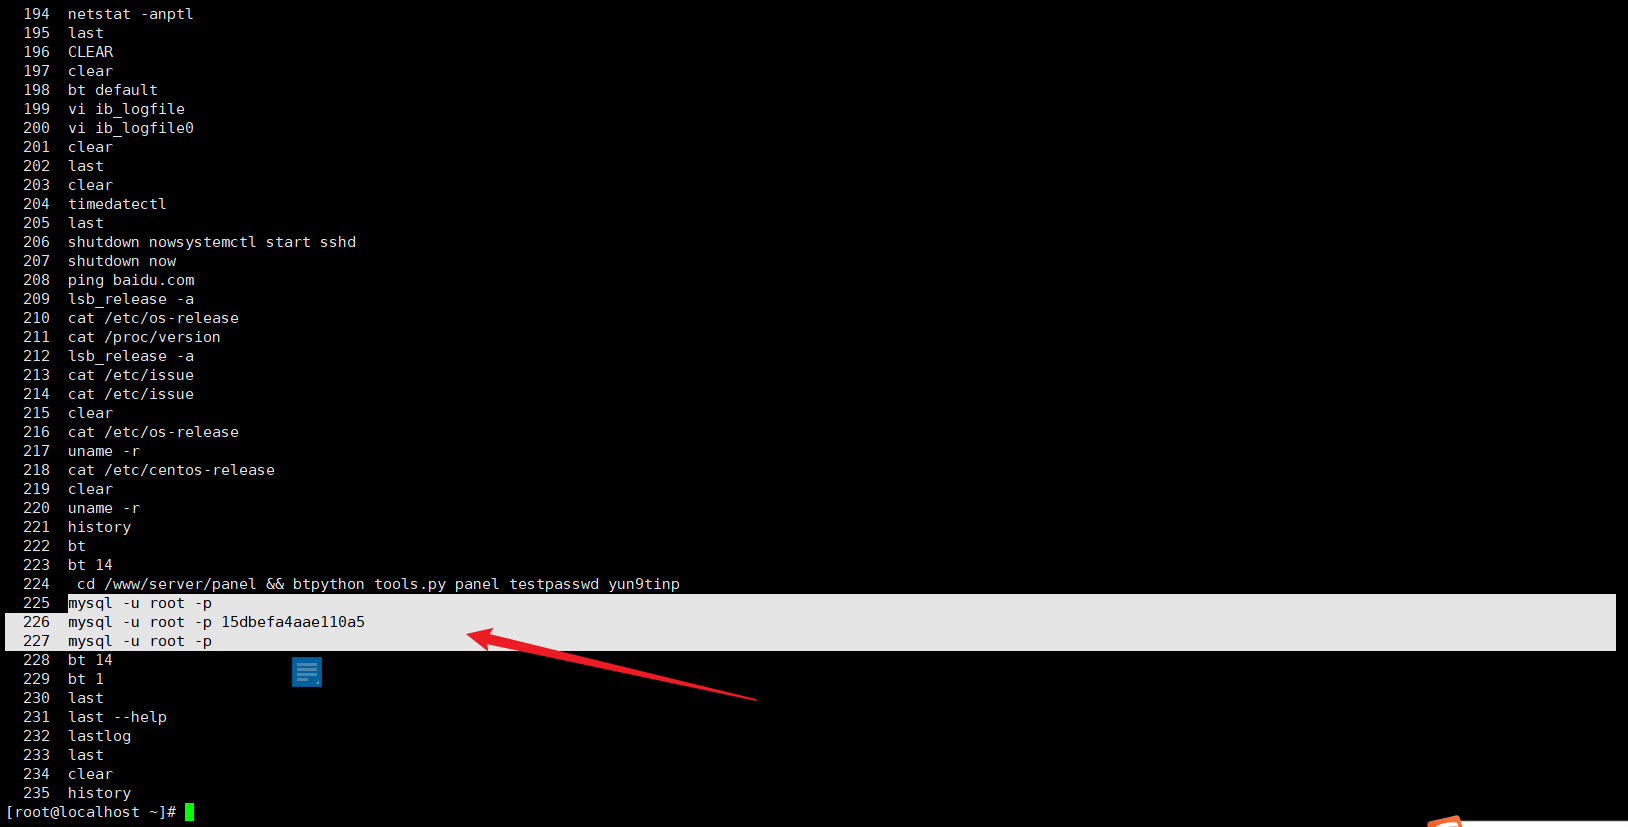 194 netstat -anptl
195 last
196 CLEAR
197 clear
198 bt default
199 vi ib_logfile
200 vi ib_logfile0
201 clear
202 last
203 clear
204 timedatectl
205 last
206 shutdown nowsystemctl start sshd
207 shutdown now
208 ping baidu.com
209 lsb_release -a
210 cat /etc/os-release
211 cat /proc/version
212 lsb_release -a
213 cat /etc/issue
214 cat /etc/issue
215 clear
216 cat /etc/os-release
217 uname -r
218 cat /etc/centos-release
219 clear
220 uname -r
221 history
222 bt
223 bt 14
224  cd /www/server/panel && btpython tools.py panel testpasswd yun9tinp
225 mysql -u root -p
226 mysql -u root -p 15dbefa4aae110a5
227 mysql -u root -p
228 bt 14
229 bt 1
230 last
231 last --help
232 lastlog
233 last
234 clear
235 history
[root@localhost ~]#